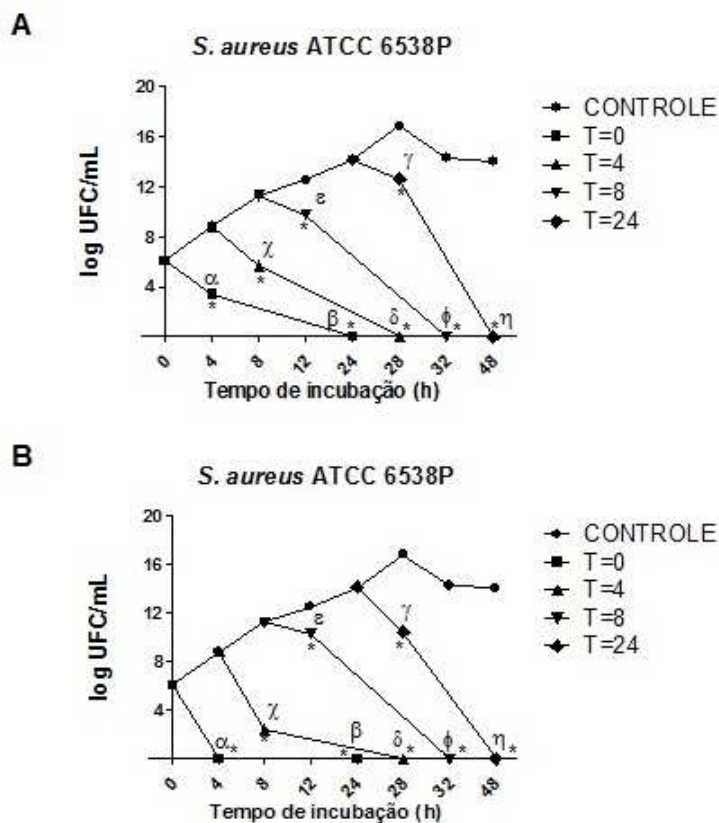 A
S. aureus ATCC 6538P
log UFC/mL
20
16
12
8
4
α
*
χ
*
ε
*
γ
*
β *
δ *
ϕ *
* η
0
4
8
12
24
28
32
48
Tempo de incubação (h)
CONTROLE
T=0
T=4
T=8
T=24
B
S. aureus ATCC 6538P
log UFC/mL
20
16
12
8
4
ε
*
γ
*
χ
*
α *
β
*
δ *
ϕ *
η *
0
4
8
12
24
28
32
48
Tempo de incubação (h)
CONTROLE
T=0
T=4
T=8
T=24